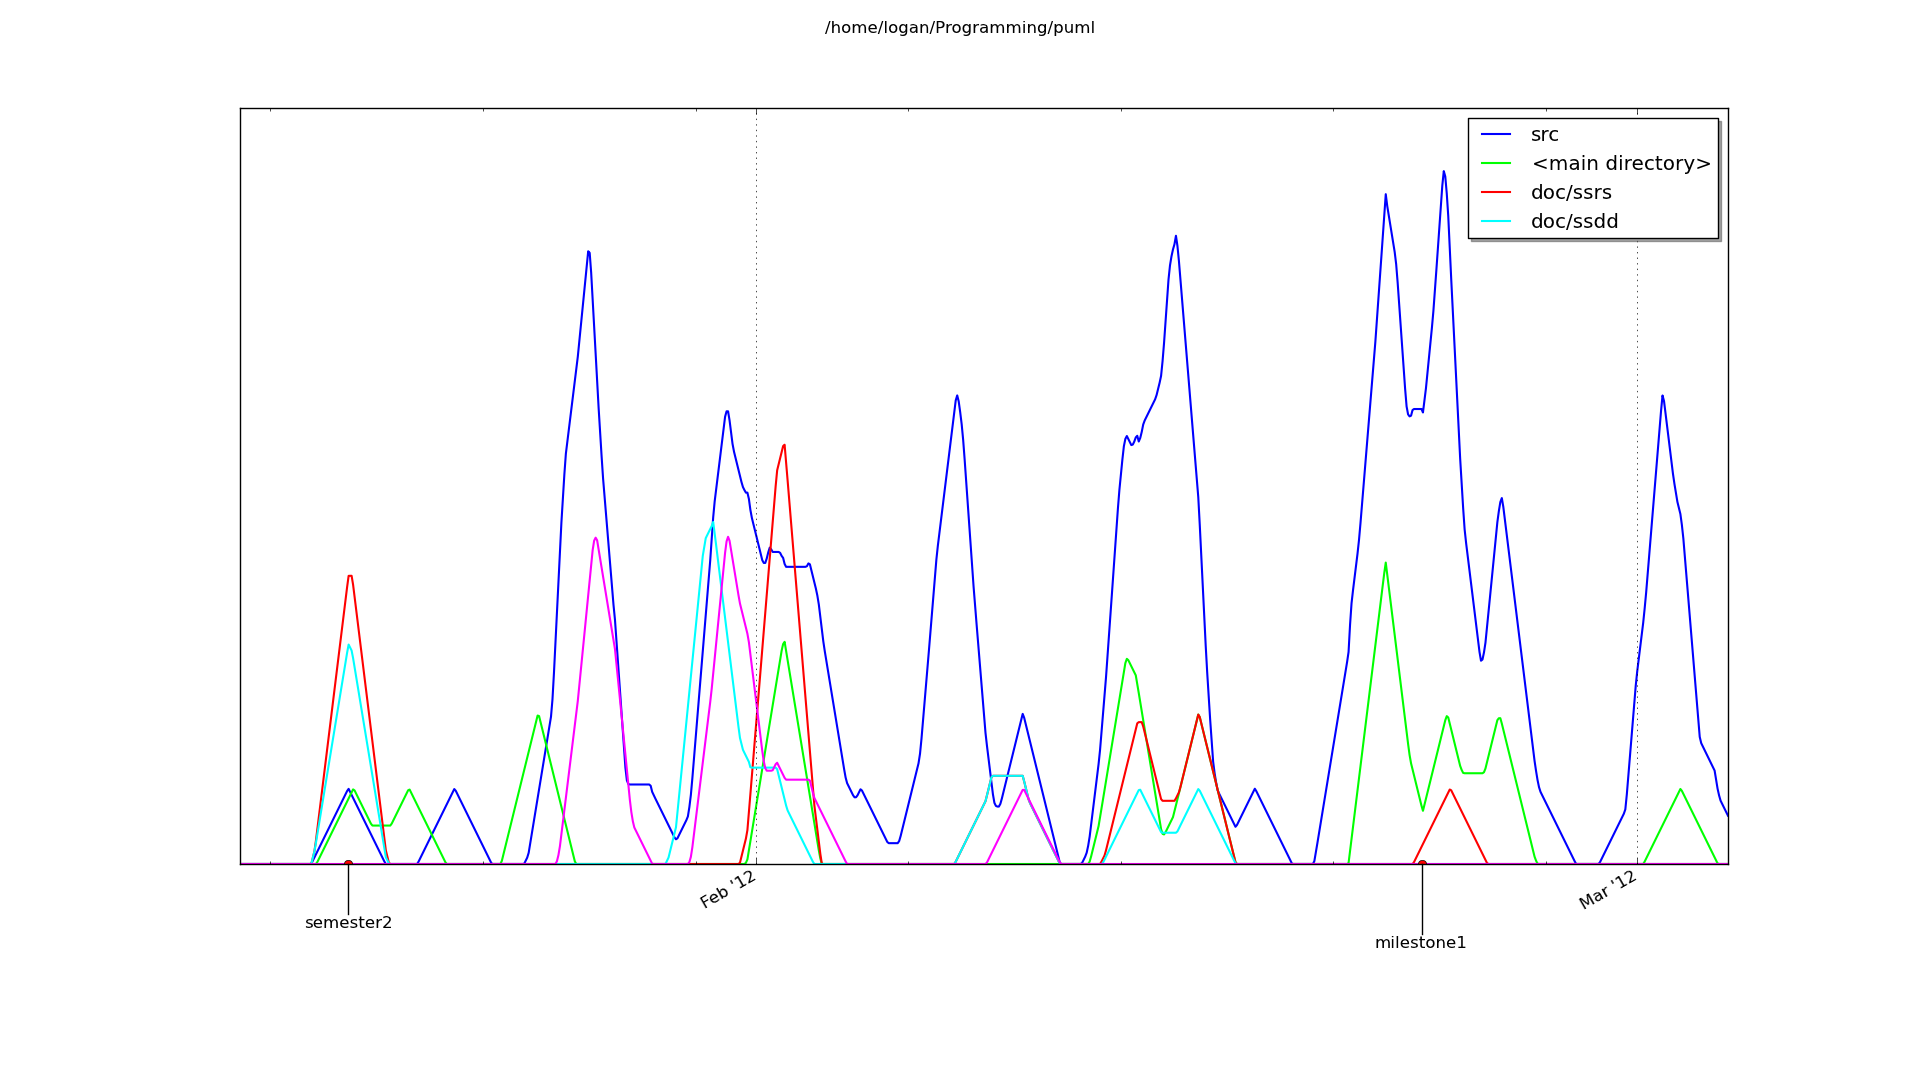 /home/logan/Programming/puml
src
<main directory>
doc/ssrs
doc/ssdd
Feb '12
Mar '12
semester2
milestone1